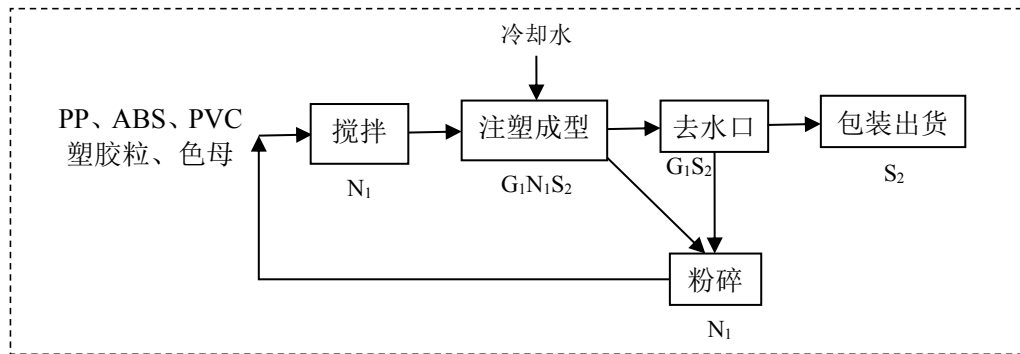 冷却水
PP、ABS、PVC
塑胶粒、色母
搅拌
注塑成型
去水口
包装出货
N₁
G₁N₁S₂
G₁S₂
S₂
粉碎
N₁